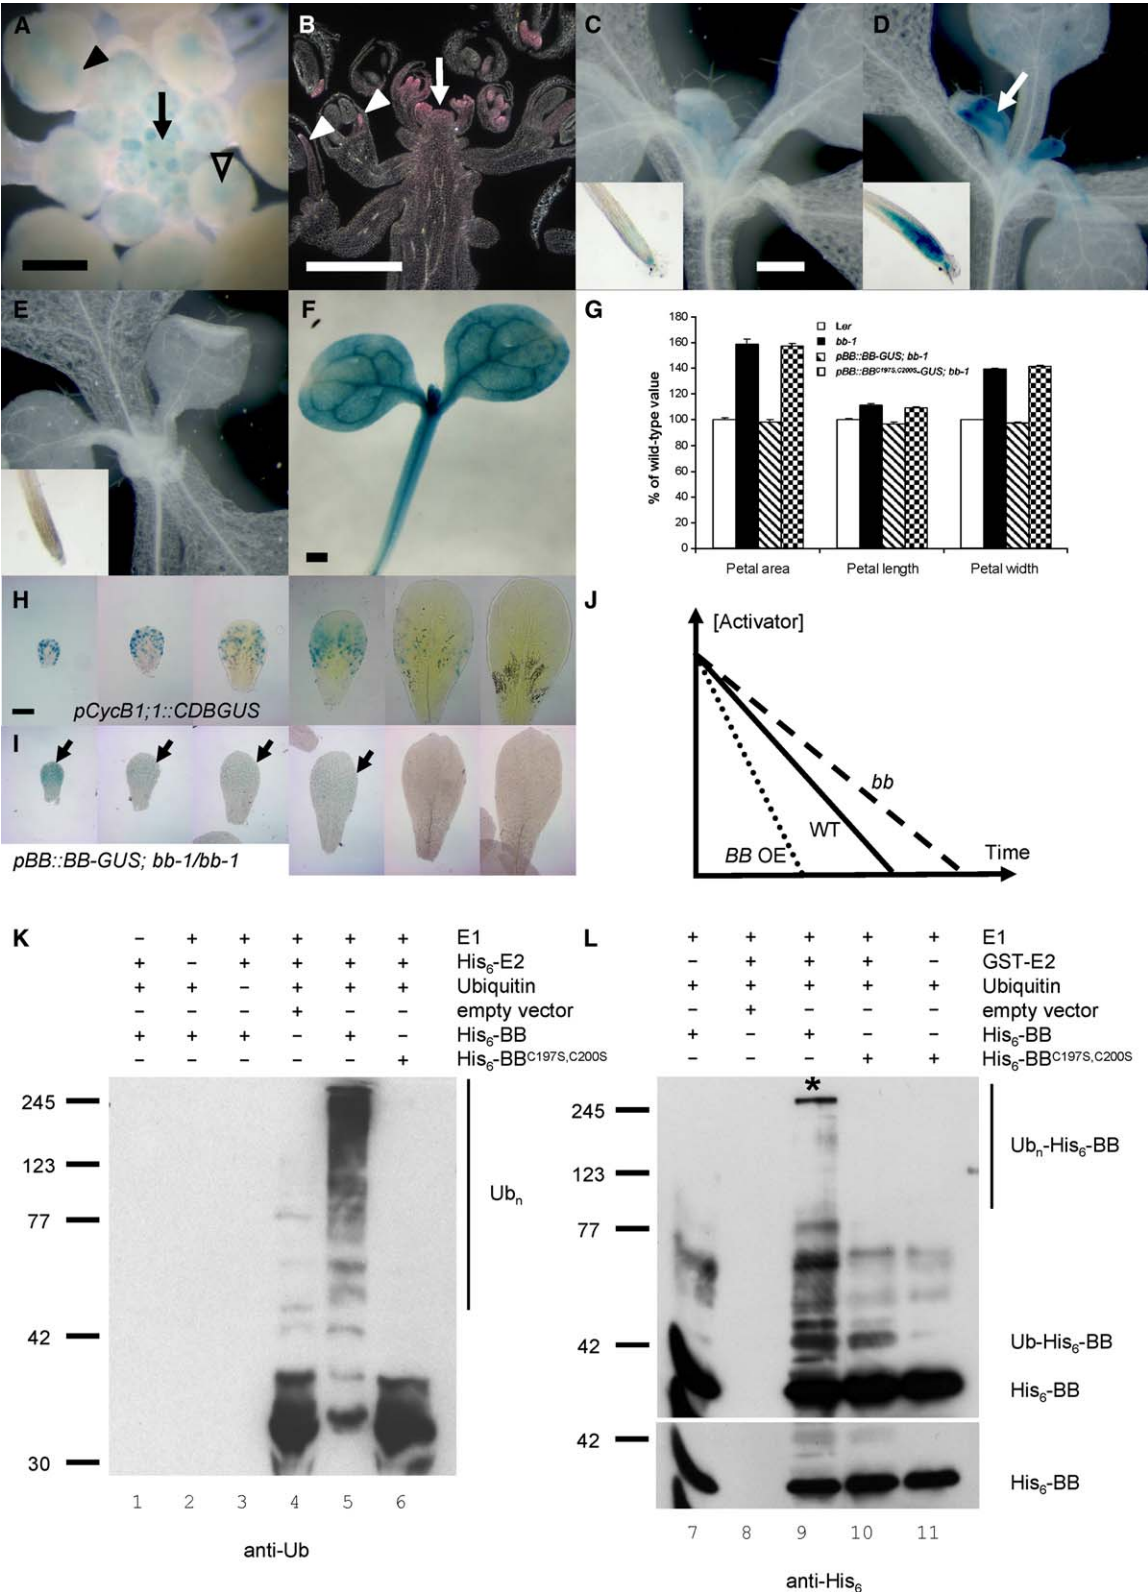 A
B
C
D
E
F
G
180
160
140
120
100
80
60
40
20
0
% of wild-type value
Ler
bb-1
pBB::BB-GUS; bb-1
pBB::BB^C197S,C200S-GUS; bb-1
Petal area
Petal length
Petal width
H
pCycB1;1::CDBGUS
I
pBB::BB-GUS; bb-1/bb-1
J
[Activator]
bb
WT
BB OE
Time
K
– + + + + + E1
+ – + + + + His₆-E2
+ + – + + + Ubiquitin
– – – + – – empty vector
+ + + – + – His₆-BB
– – – – – + His₆-BB^C197S,C200S
245
123
77
42
30
Ubₙ
1 2 3 4 5 6
anti-Ub
L
+ + + + + E1
– + + + – GST-E2
+ + + + + Ubiquitin
– + – – – empty vector
+ – + – – His₆-BB
– – – + + His₆-BB^C197S,C200S
*
245
123
77
42
Ubₙ-His₆-BB
Ub-His₆-BB
His₆-BB
42
His₆-BB
7 8 9 10 11
anti-His₆